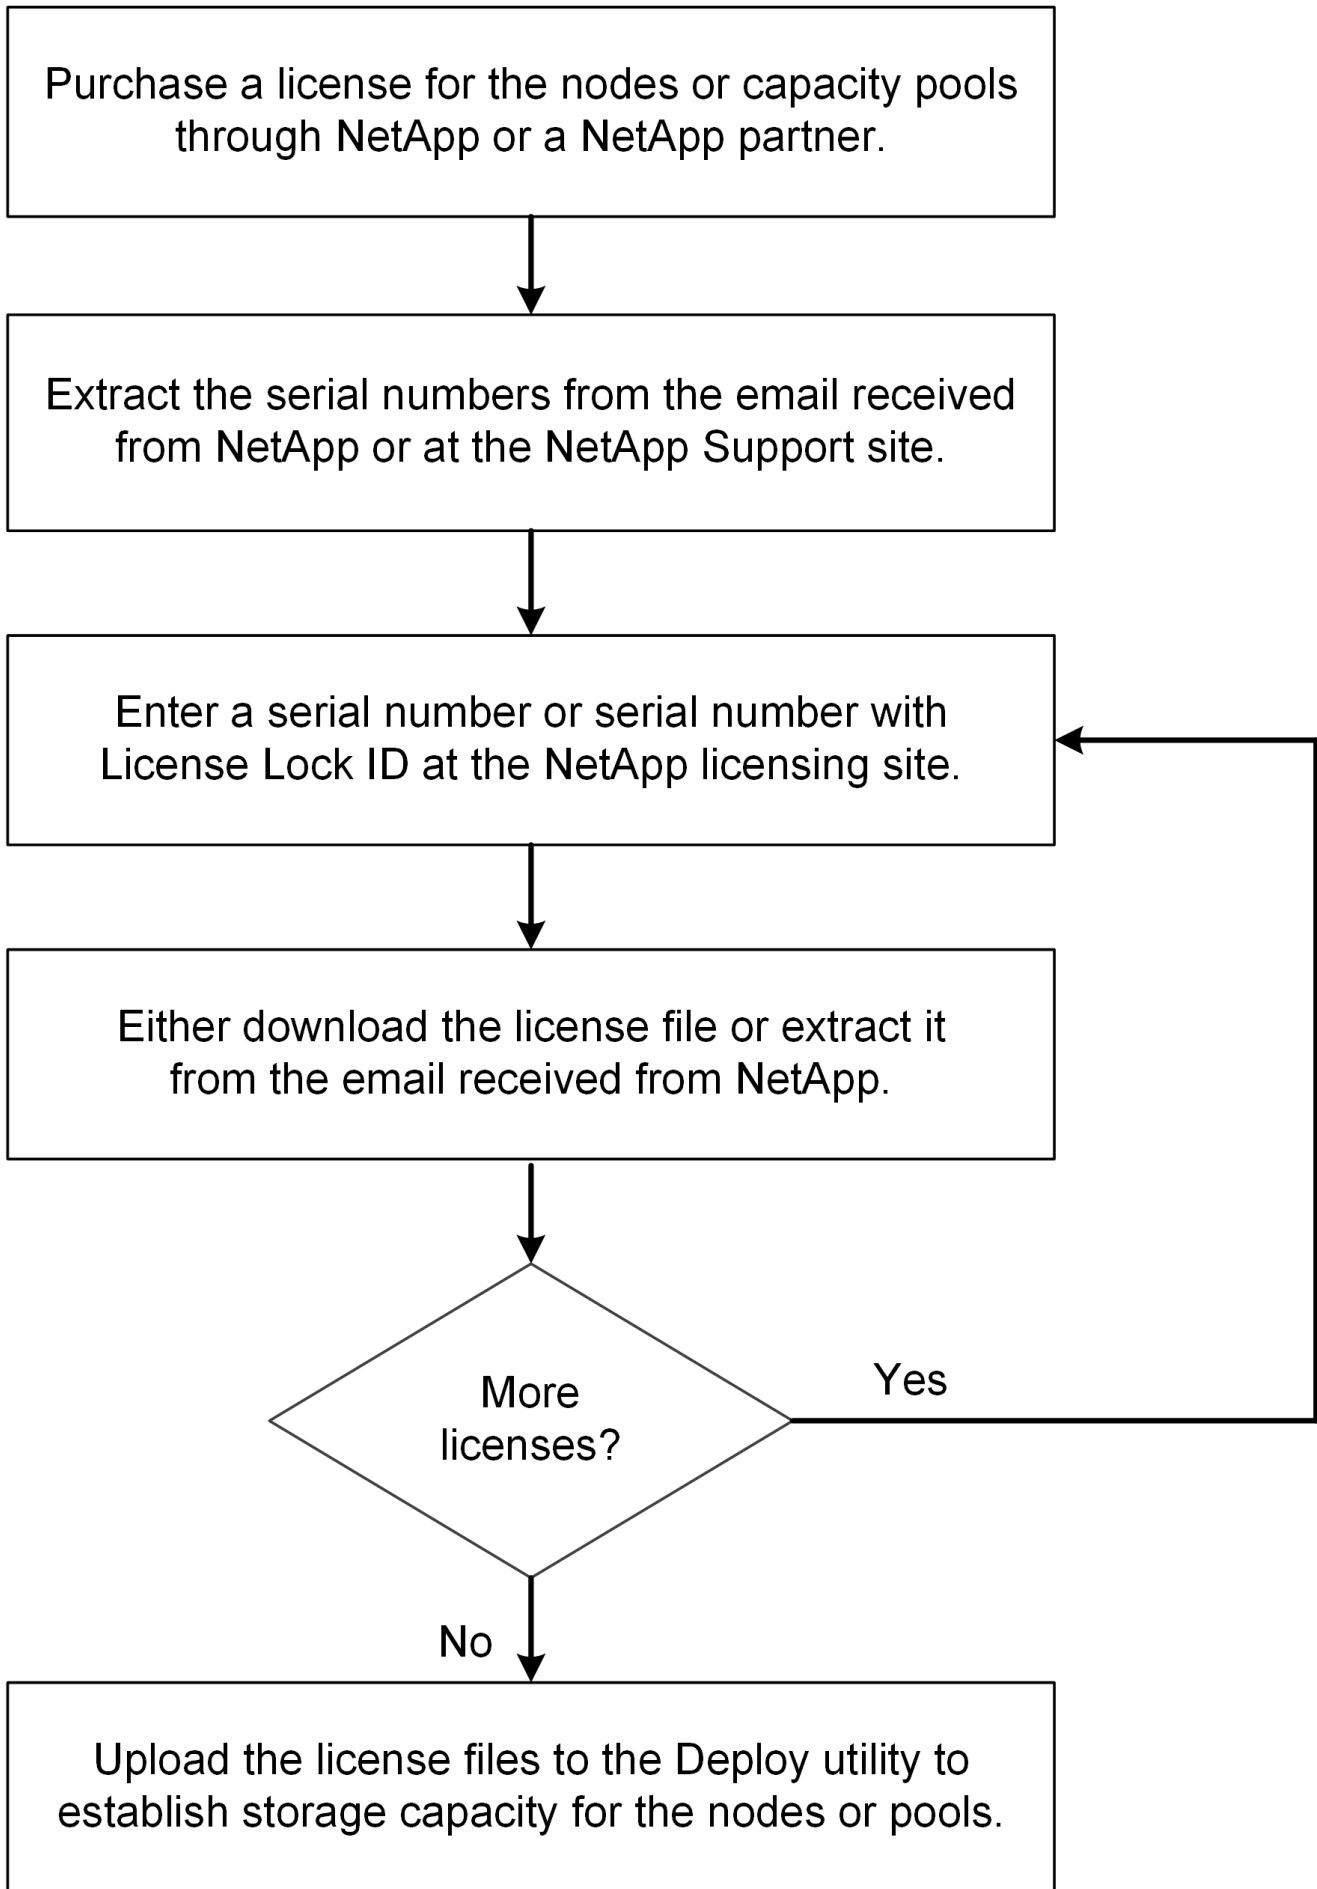 Purchase a license for the nodes or capacity pools
through NetApp or a NetApp partner.
Extract the serial numbers from the email received
from NetApp or at the NetApp Support site.
Enter a serial number or serial number with
License Lock ID at the NetApp licensing site.
Either download the license file or extract it
from the email received from NetApp.
More
licenses?
Yes
No
Upload the license files to the Deploy utility to
establish storage capacity for the nodes or pools.